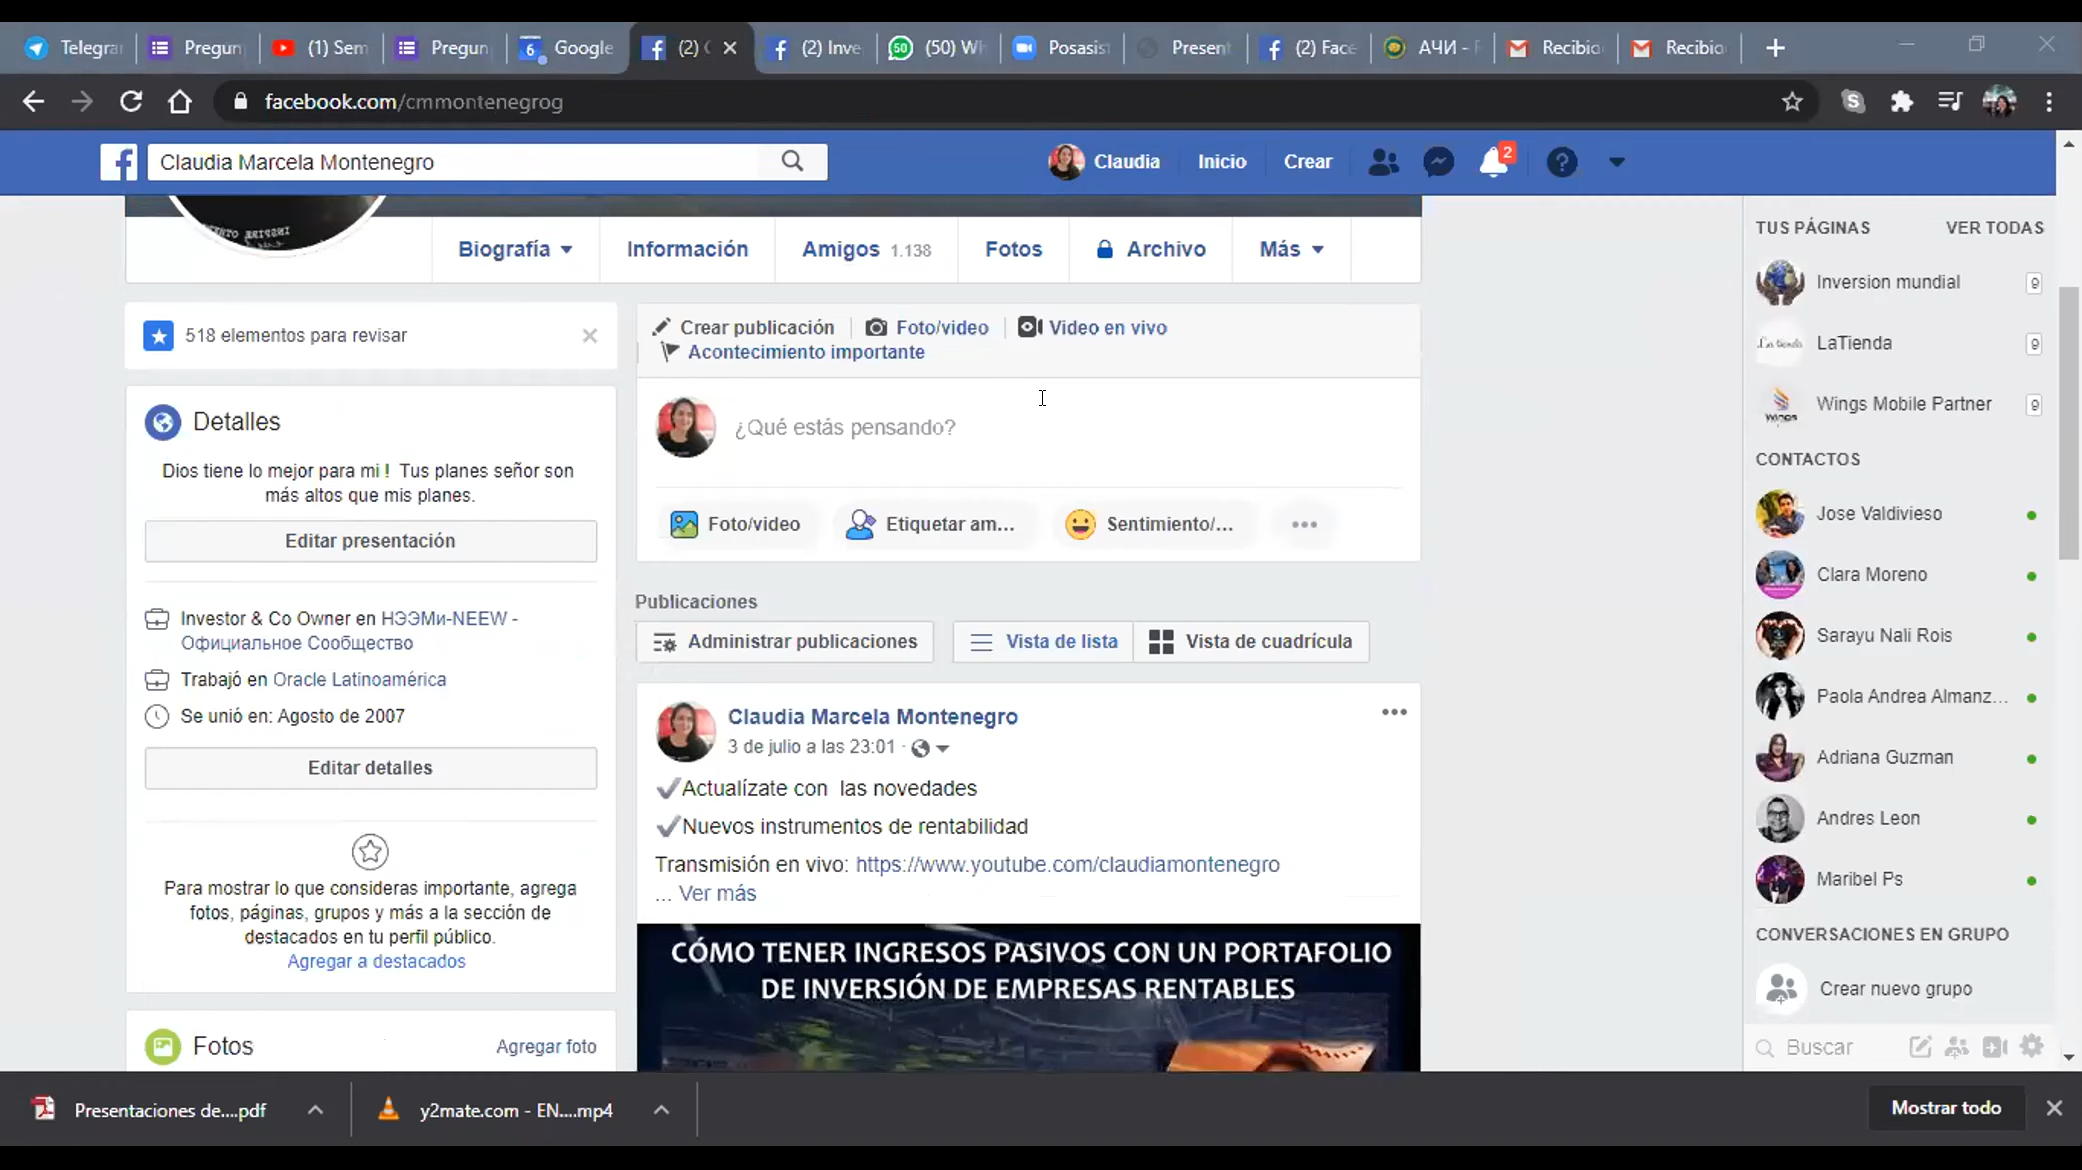 Telegrar
Pregun
(1) Sem
Pregun
Google
(2) C
(2) Inve
(50) Wh
Posasist
Present
(2) Face
АЧИ -
Recibio
Recibio
facebook.com/cmmontenegrog
Claudia Marcela Montenegro
Claudia
Inicio
Crear
2
Biografía
Información
Amigos 1.138
Fotos
Archivo
Más
518 elementos para revisar
Detalles
Dios tiene lo mejor para mi ! Tus planes señor son
más altos que mis planes.
Editar presentación
Investor & Co Owner en НЭЭМи-NEEW -
Официальное Сообщество
Trabajó en Oracle Latinoamérica
Se unió en: Agosto de 2007
Editar detalles
Para mostrar lo que consideras importante, agrega
fotos, páginas, grupos y más a la sección de
destacados en tu perfil público.
Agregar a destacados
Fotos
Agregar foto
Crear publicación
Foto/video
Video en vivo
Acontecimiento importante
¿Qué estás pensando?
Foto/video
Etiquetar am...
Sentimiento/...
Publicaciones
Administrar publicaciones
Vista de lista
Vista de cuadrícula
Claudia Marcela Montenegro
3 de julio a las 23:01 ·
✔Actualízate con las novedades
✔Nuevos instrumentos de rentabilidad
Transmisión en vivo: https://www.youtube.com/claudiamontenegro
... Ver más
CÓMO TENER INGRESOS PASIVOS CON UN PORTAFOLIO
DE INVERSIÓN DE EMPRESAS RENTABLES
TUS PÁGINAS
VER TODAS
Inversion mundial
9
LaTienda
9
Wings Mobile Partner
9
CONTACTOS
Jose Valdivieso
Clara Moreno
Sarayu Nali Rois
Paola Andrea Almanz...
Adriana Guzman
Andres Leon
Maribel Ps
CONVERSACIONES EN GRUPO
Crear nuevo grupo
Buscar
Presentaciones de....pdf
y2mate.com - EN....mp4
Mostrar todo